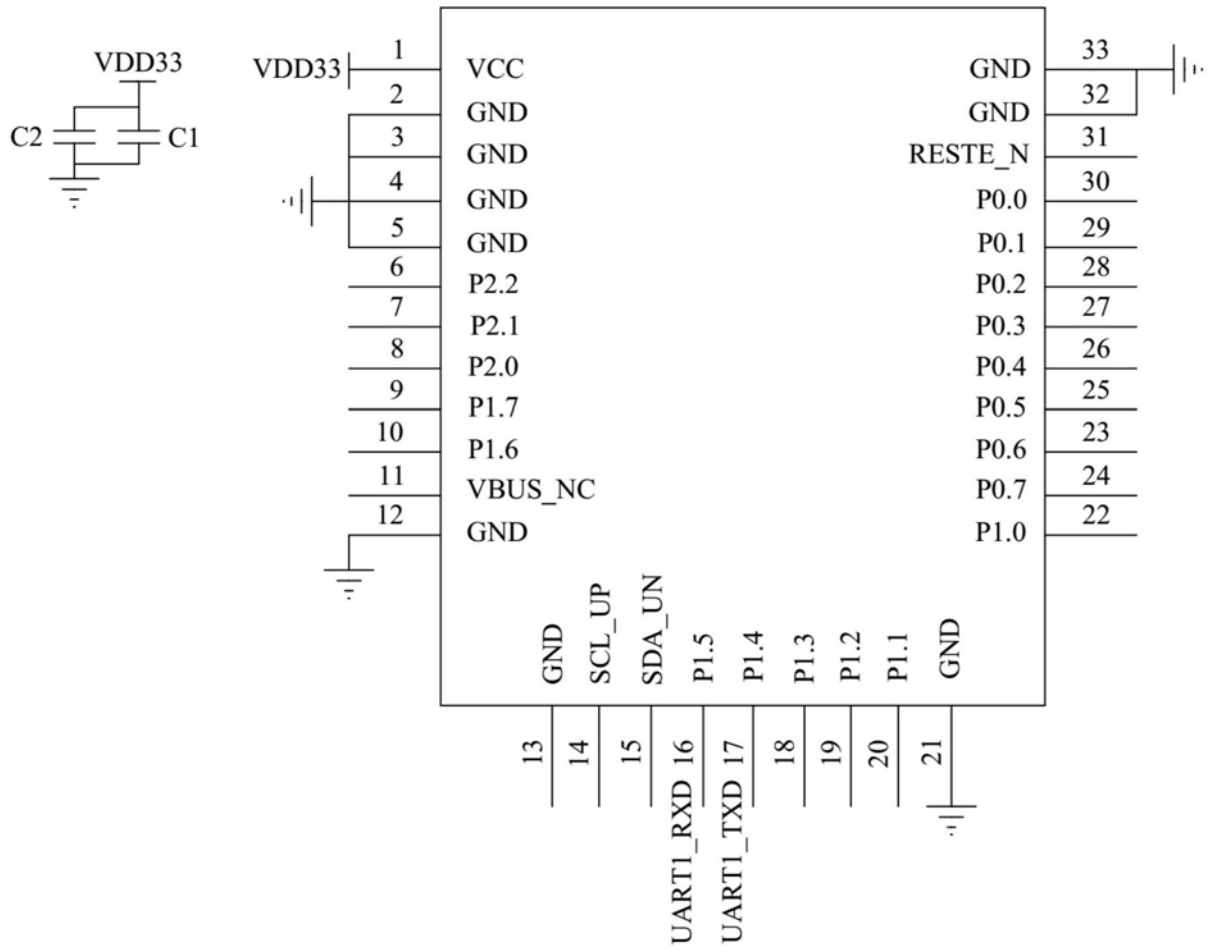 VDD33
C2
C1
VDD33
1 VCC
2 GND
3 GND
4 GND
5 GND
6 P2.2
7 P2.1
8 P2.0
9 P1.7
10 P1.6
11 VBUS_NC
12 GND
GND 33
GND 32
RESTE_N 31
P0.0 30
P0.1 29
P0.2 28
P0.3 27
P0.4 26
P0.5 25
P0.6 23
P0.7 24
P1.0 22
GND 13
SCL_UP 14
SDA_UN 15
P1.5 UART1_RXD 16
P1.4 UART1_TXD 17
P1.3 18
P1.2 19
P1.1 20
GND 21